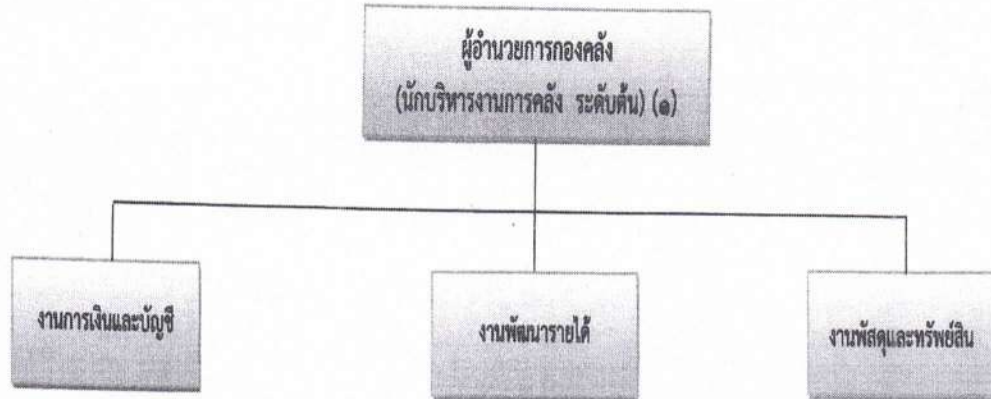 ผู้อำนวยการกองคลัง
(นักบริหารงานการคลัง ระดับต้น) (๑)
งานการเงินและบัญชี
งานพัฒนารายได้
งานพัสดุและทรัพย์สิน